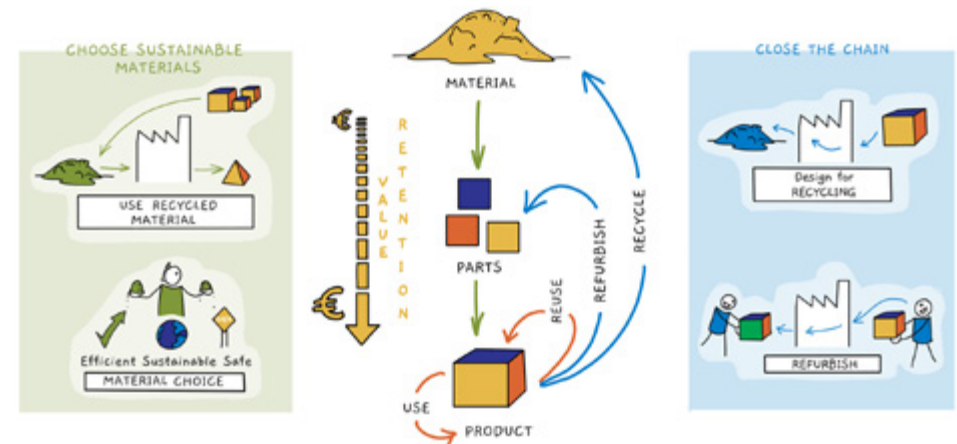 CHOOSE SUSTAINABLE
MATERIALS
USE RECYCLED
MATERIAL
Efficient Sustainable Safe
MATERIAL CHOICE
€
€
VALUE
RETENTION
MATERIAL
PARTS
PRODUCT
USE
REUSE
REFURBISH
RECYCLE
CLOSE THE CHAIN
Design for
RECYCLING
REFURBISH